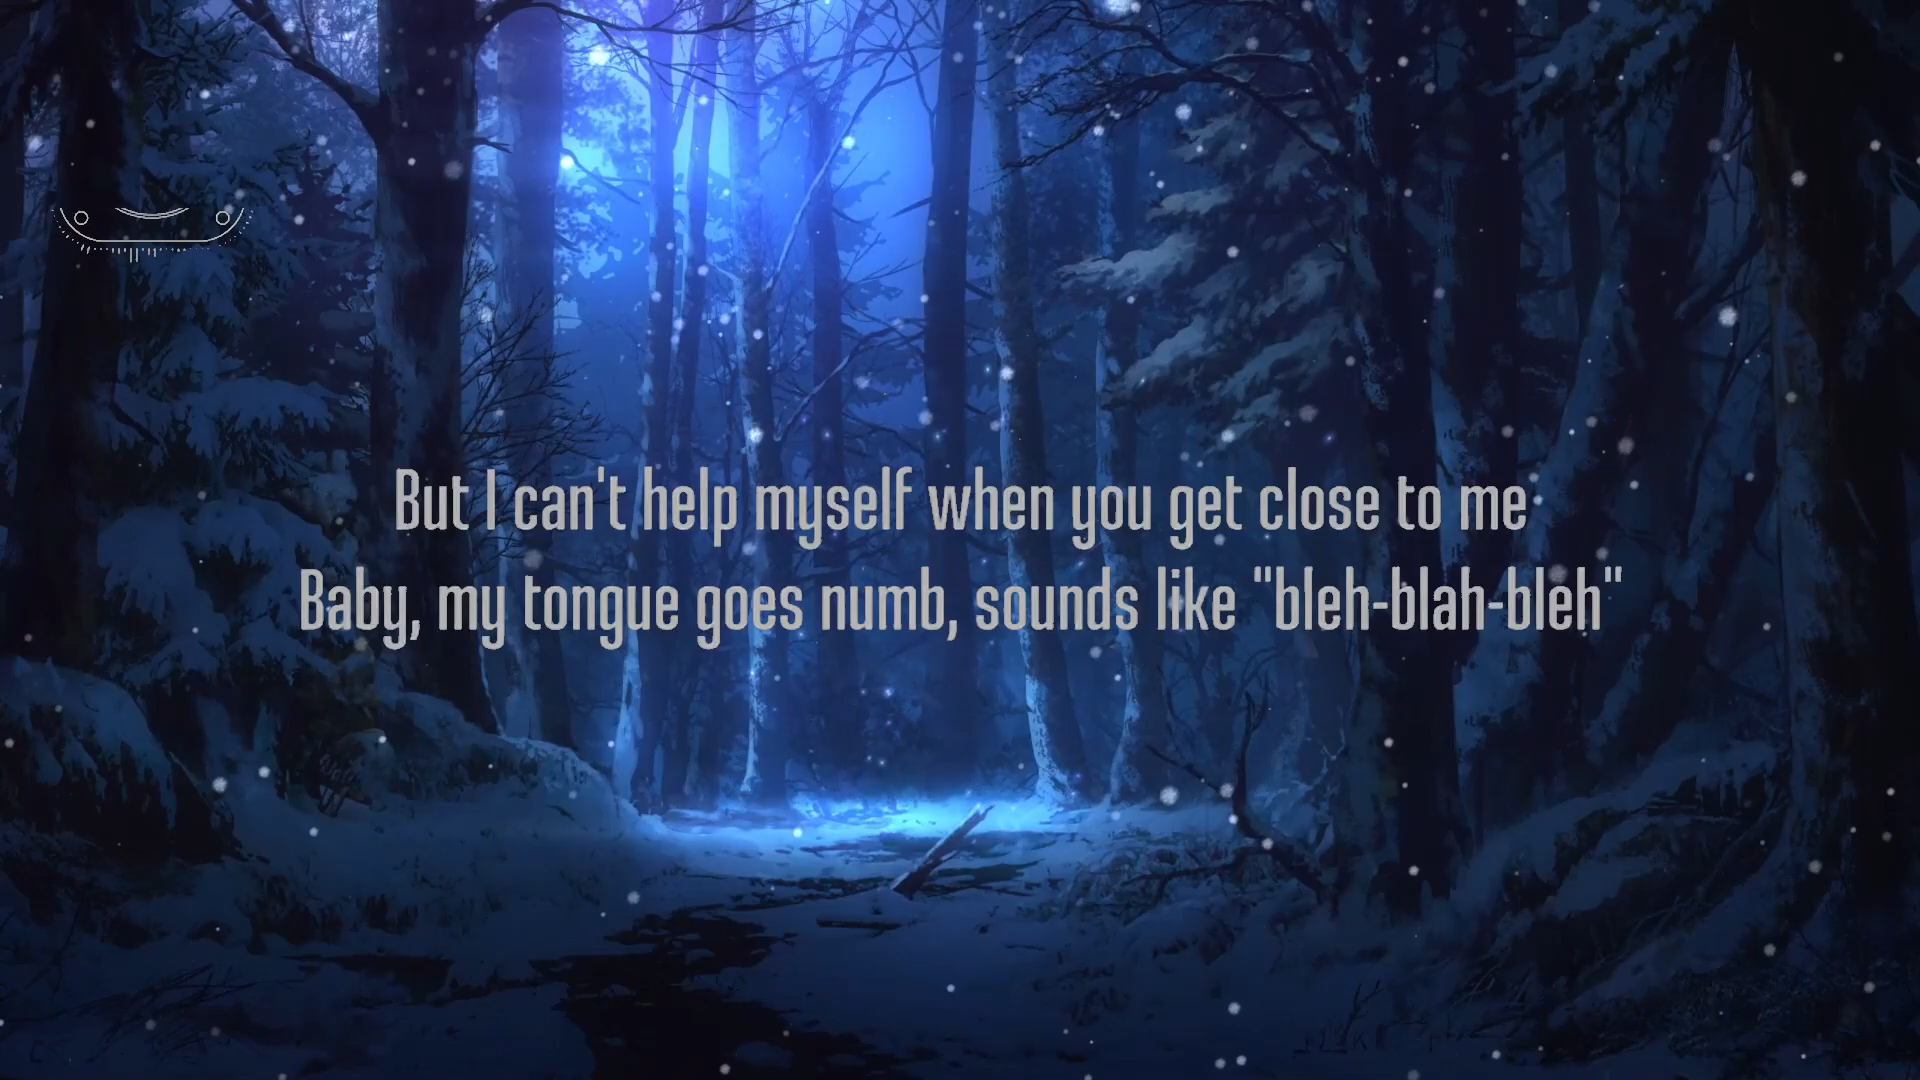 But I can't help myself when you get close to me
Baby, my tongue goes numb, sounds like "bleh-blah-bleh"